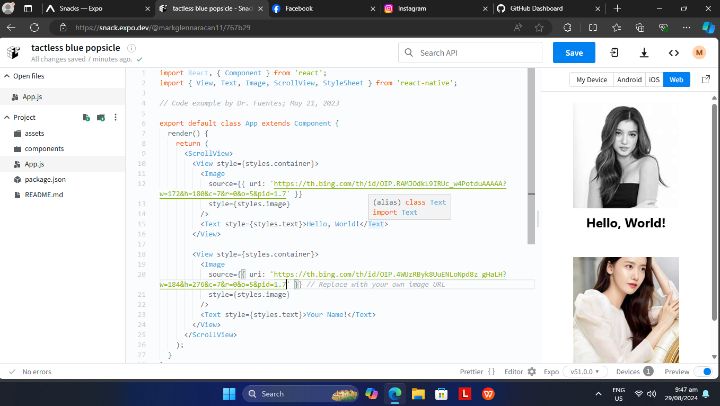 Snacks — Expo
tactless blue popsicle - Snac
Facebook
Instagram
GitHub Dashboard
https://snack.expo.dev/@markglennaracan11/767b29
tactless blue popsicle
All changes saved 7 minutes ago.
Search API
Save
M
Open files
App.js
Project
assets
components
App.js
package.json
README.md
1 import React, { Component } from 'react';
2 import { View, Text, Image, ScrollView, StyleSheet } from 'react-native';
3
4 // Code example by Dr. Fuentes; May 21, 2023
5
6 export default class App extends Component {
7 render() {
8 return (
9 <ScrollView>
10 <View style={styles.container}>
11 <Image
12 source={{ uri: 'https://th.bing.com/th/id/OIP.
w=172&h=180&c=7&r=0&o=5&pid=1.7' }}
13 style={styles.image}
14 />
15 <Text style={styles.text}>Hello, World!</Text>
16 </View>
17
18 <View style={styles.container}>
19 <Image
20 source={{ uri: 'https://th.bing.com/th/id/OIP.
w=184&h=276&c=7&r=0&o=5&pid=1.7' }} // Replace with your own image URL
21 style={styles.image}
22 />
23 <Text style={styles.text}>Your Name!</Text>
24 </View>
25 </ScrollView>
26 );
27 }
(alias) class Text
import Text
My Device
Android
iOS
Web
Hello, World!
No errors
Prettier {}
Editor
Expo
v51.0.0
Devices
1
Preview
Search
ENG
US
9:47 am
29/08/2024